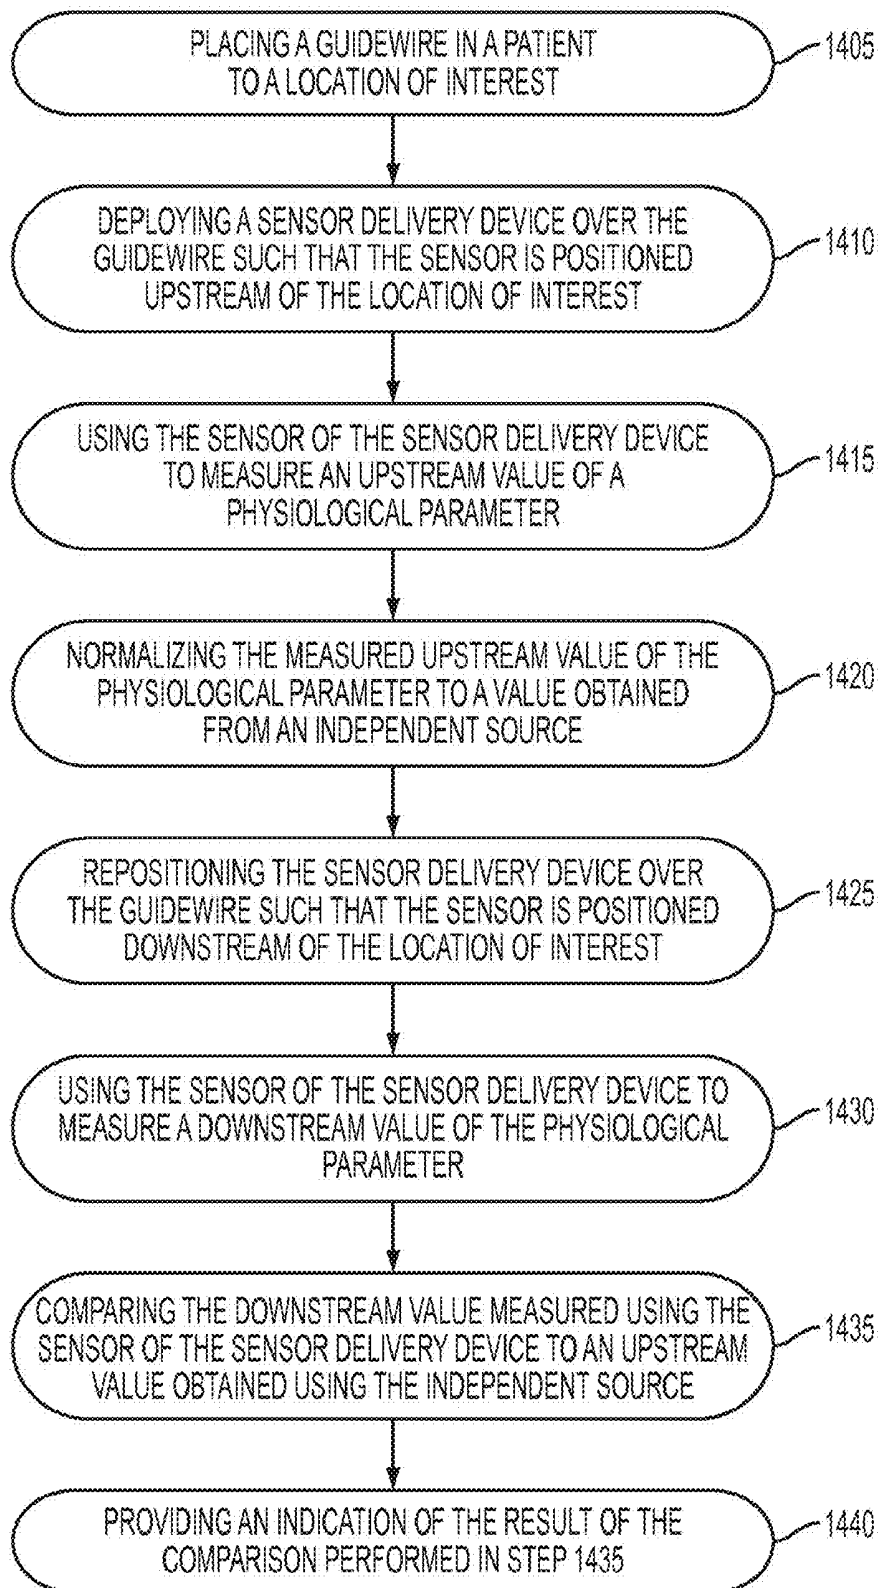 PLACING A GUIDEWIRE IN A PATIENT
TO A LOCATION OF INTEREST
1405
DEPLOYING A SENSOR DELIVERY DEVICE OVER THE
GUIDEWIRE SUCH THAT THE SENSOR IS POSITIONED
UPSTREAM OF THE LOCATION OF INTEREST
1410
USING THE SENSOR OF THE SENSOR DELIVERY DEVICE
TO MEASURE AN UPSTREAM VALUE OF A
PHYSIOLOGICAL PARAMETER
1415
NORMALIZING THE MEASURED UPSTREAM VALUE OF THE
PHYSIOLOGICAL PARAMETER TO A VALUE OBTAINED
FROM AN INDEPENDENT SOURCE
1420
REPOSITIONING THE SENSOR DELIVERY DEVICE OVER
THE GUIDEWIRE SUCH THAT THE SENSOR IS POSITIONED
DOWNSTREAM OF THE LOCATION OF INTEREST
1425
USING THE SENSOR OF THE SENSOR DELIVERY DEVICE TO
MEASURE A DOWNSTREAM VALUE OF THE PHYSIOLOGICAL
PARAMETER
1430
COMPARING THE DOWNSTREAM VALUE MEASURED USING THE
SENSOR OF THE SENSOR DELIVERY DEVICE TO AN UPSTREAM
VALUE OBTAINED USING THE INDEPENDENT SOURCE
1435
PROVIDING AN INDICATION OF THE RESULT OF THE
COMPARISON PERFORMED IN STEP 1435
1440